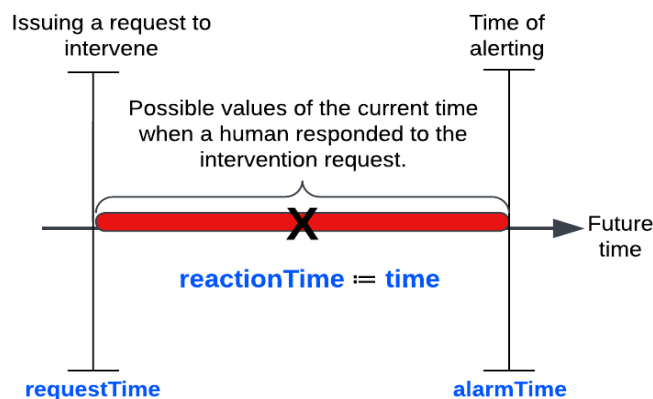 Issuing a request to
intervene
Time of
alerting
Possible values of the current time
when a human responded to the
intervention request.
X
Future
time
reactionTime ≔ time
requestTime
alarmTime